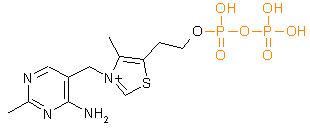 OH OH
O P O P OH
O O
N N+ S
N NH2